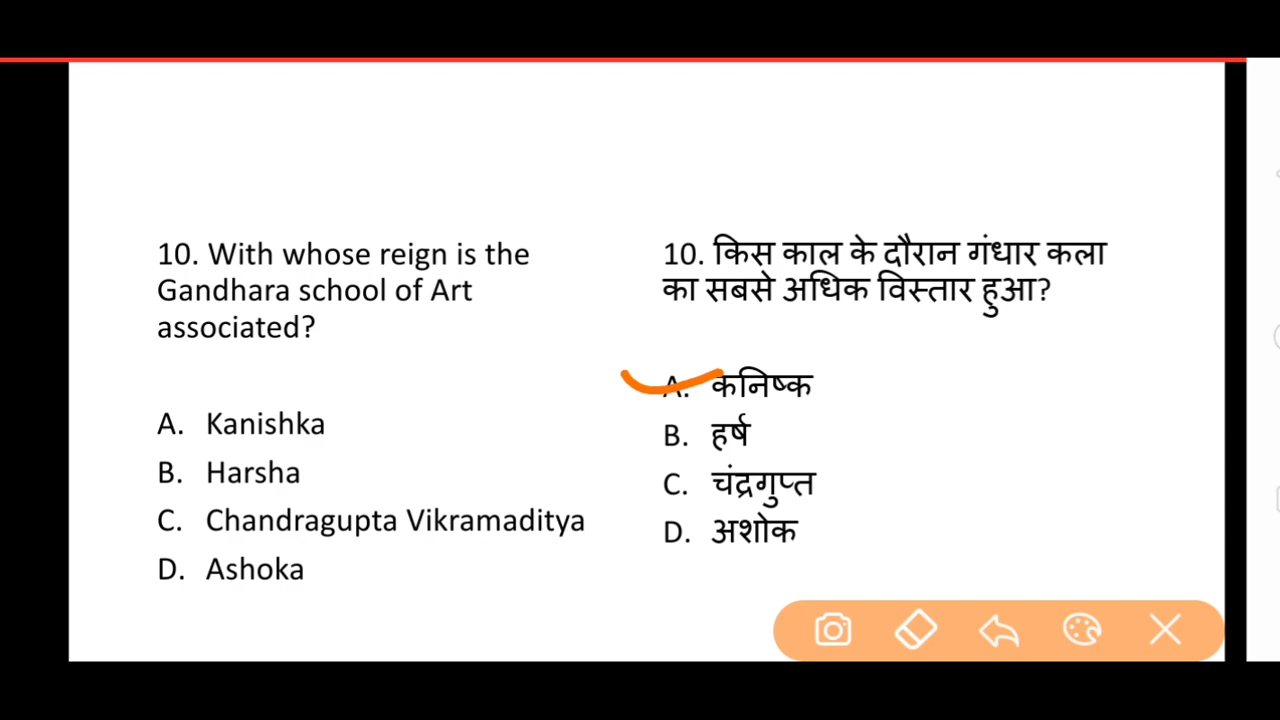 10. With whose reign is the
Gandhara school of Art
associated?
A. Kanishka
B. Harsha
C. Chandragupta Vikramaditya
D. Ashoka
10. किस काल के दौरान गंधार कला
का सबसे अधिक विस्तार हुआ?
A. कनिष्क
B. हर्ष
C. चंद्रगुप्त
D. अशोक